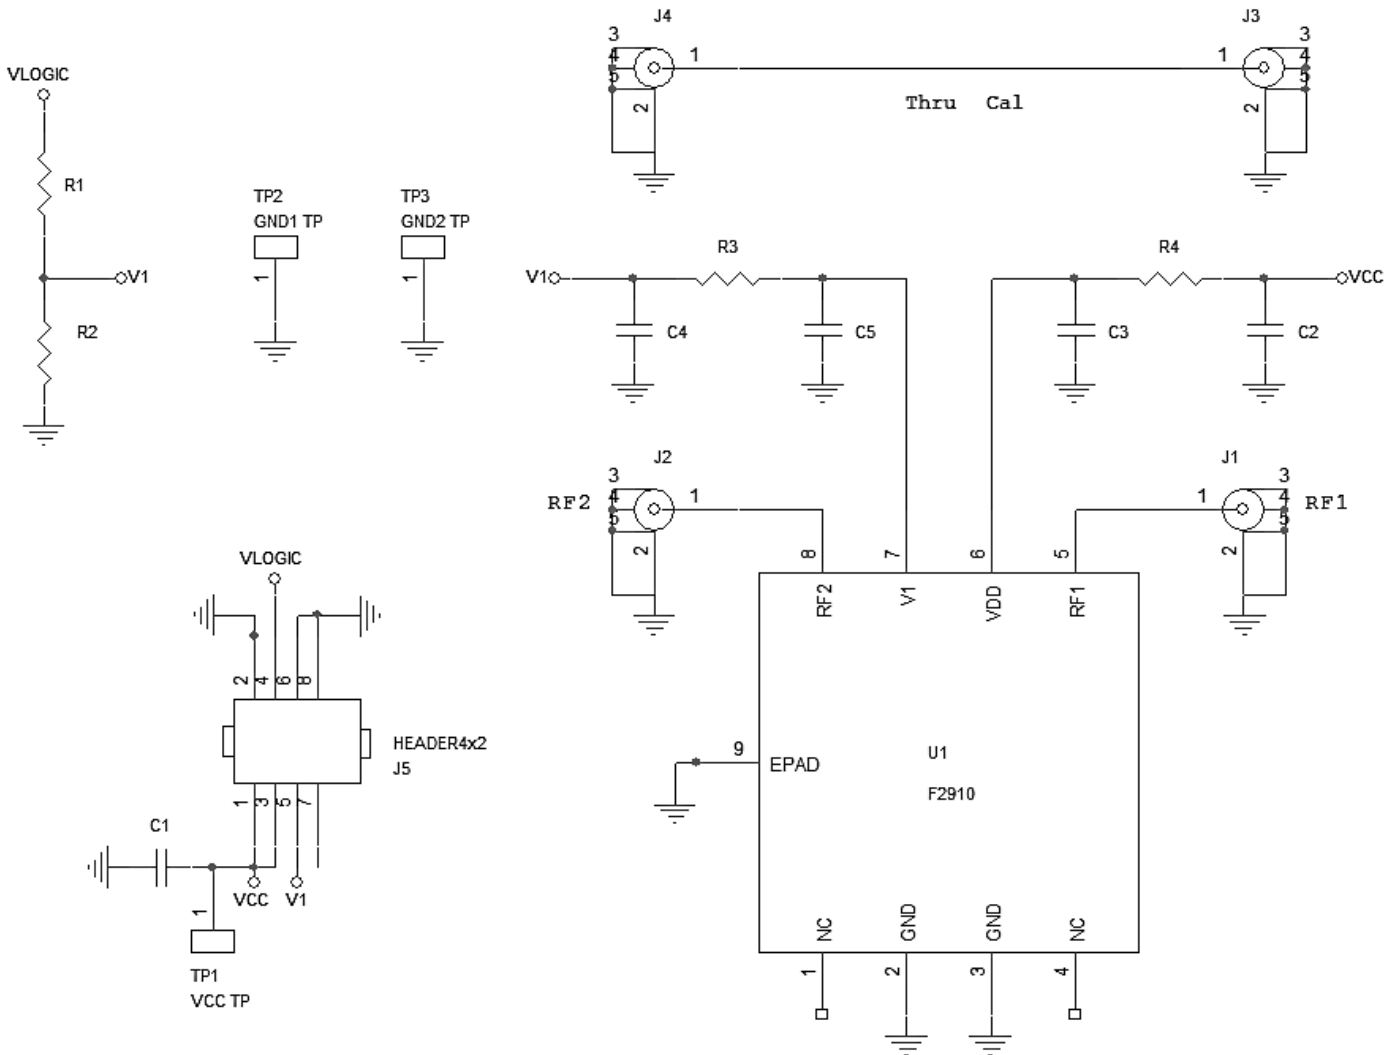 J4
J3
3
4
5
1
2
1
3
4
5
2
Thru Cal
VLOGIC
R1
V1
R2
TP2
GND1 TP
1
TP3
GND2 TP
1
V1
R3
C4
C5
R4
VCC
C3
C2
J2
RF2
3
4
5
1
2
J1
1
3
4
5
2
RF1
8
7
6
5
RF2
V1
VDD
RF1
9
EPAD
U1
F2910
NC
GND
GND
NC
1
2
3
4
VLOGIC
2
4
6
8
HEADER4x2
J5
1
3
5
7
C1
VCC
V1
1
TP1
VCC TP